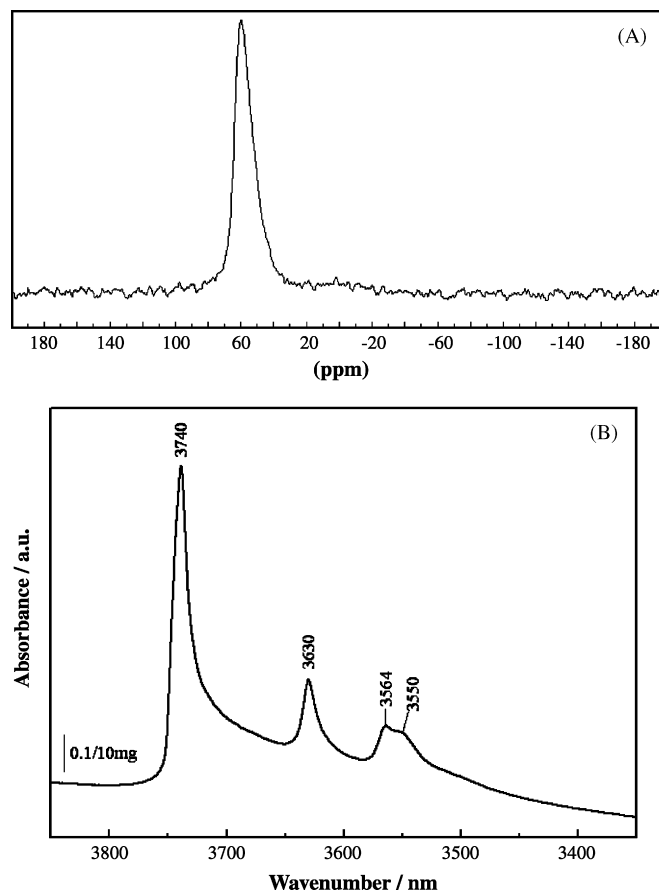 (A)
180 140 100 60 20 -20 -60 -100 -140 -180
(ppm)
(B)
3740
3630
3564
3550
Absorbance / a.u.
0.1/10mg
3800 3700 3600 3500 3400
Wavenumber / nm